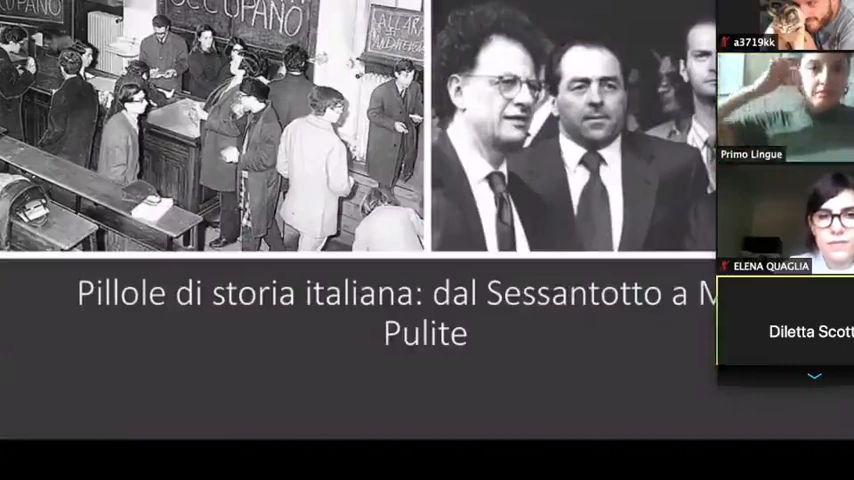 OCCUPANO
a3719kk
Primo Lingue
ELENA QUAGLIA
Pillole di storia italiana: dal Sessantotto a M
Pulite
Diletta Scott